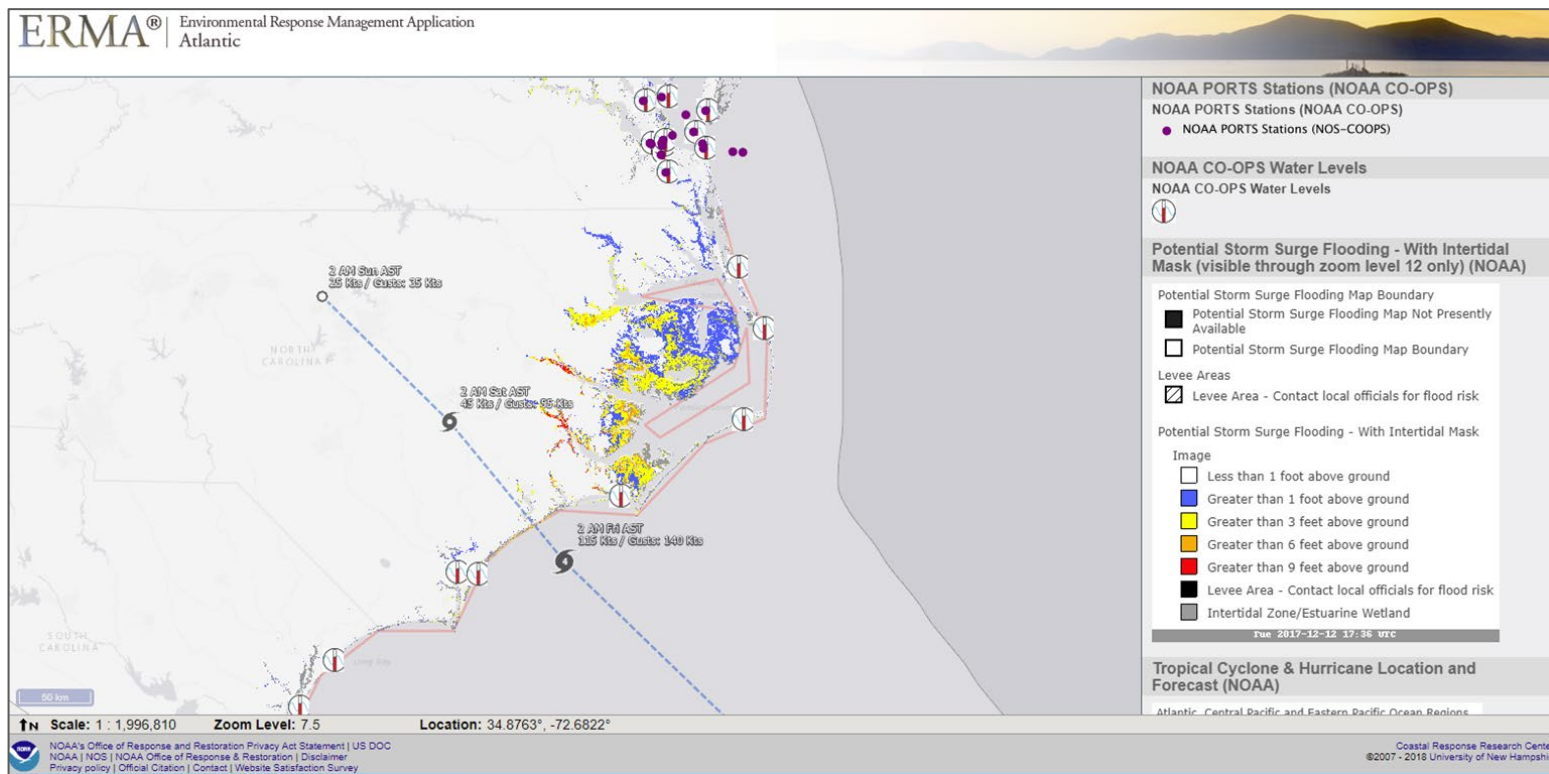 ERMA® | Environmental Response Management Application
Atlantic
2 AM Sun AST
25 Kts / Gusts: 35 Kts
NORTH
CAROLINA
2 AM Sat AST
45 Kts / Gusts: 55 Kts
2 AM Fri AST
115 Kts / Gusts: 140 Kts
4
SOUTH
CAROLINA
Long Bay
50 km
NOAA PORTS Stations (NOAA CO-OPS)
NOAA PORTS Stations (NOAA CO-OPS)
NOAA PORTS Stations (NOS-COOPS)
NOAA CO-OPS Water Levels
NOAA CO-OPS Water Levels
Potential Storm Surge Flooding - With Intertidal
Mask (visible through zoom level 12 only) (NOAA)
Potential Storm Surge Flooding Map Boundary
Potential Storm Surge Flooding Map Not Presently
Available
Potential Storm Surge Flooding Map Boundary
Levee Areas
Levee Area - Contact local officials for flood risk
Potential Storm Surge Flooding - With Intertidal Mask
Image
Less than 1 foot above ground
Greater than 1 foot above ground
Greater than 3 feet above ground
Greater than 6 feet above ground
Greater than 9 feet above ground
Levee Area - Contact local officials for flood risk
Intertidal Zone/Estuarine Wetland
Tue 2017-12-12 17:36 UTC
Tropical Cyclone & Hurricane Location and
Forecast (NOAA)
Atlantic, Central Pacific and Eastern Pacific Ocean Regions
N Scale: 1 : 1,996,810 Zoom Level: 7.5 Location: 34.8763°, -72.6822°
NOAA
NOAA's Office of Response and Restoration Privacy Act Statement | US DOC
NOAA | NOS | NOAA Office of Response & Restoration | Disclaimer
Privacy policy | Official Citation | Contact | Website Satisfaction Survey
Coastal Response Research Cente
©2007 - 2018 University of New Hampshi